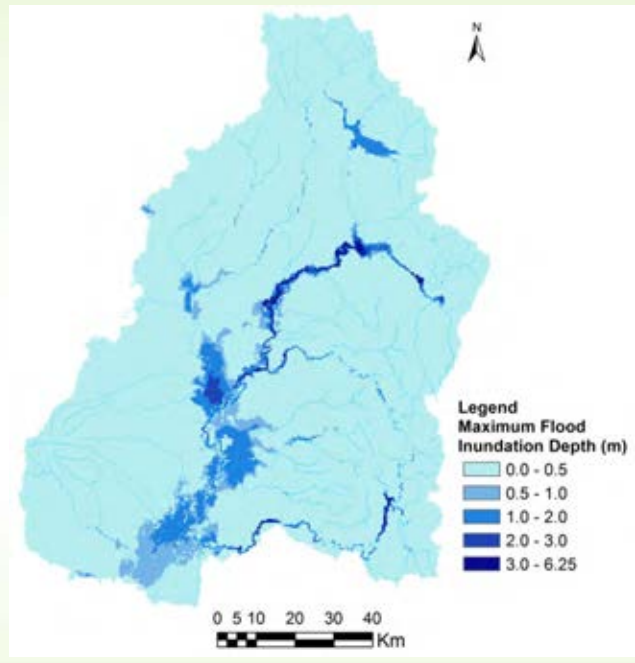 N
Legend
Maximum Flood
Inundation Depth (m)
0.0 - 0.5
0.5 - 1.0
1.0 - 2.0
2.0 - 3.0
3.0 - 6.25
0 5 10 20 30 40
Km